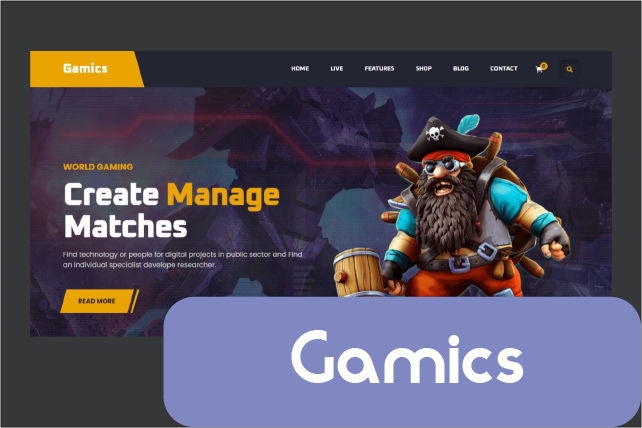 Gamics
HOME LIVE FEATURES SHOP BLOG CONTACT 0
WORLD GAMING
Create Manage
Matches
Find technology or people for digital projects in public sector and Find
an individual specialist develope researcher.
READ MORE
Gamics